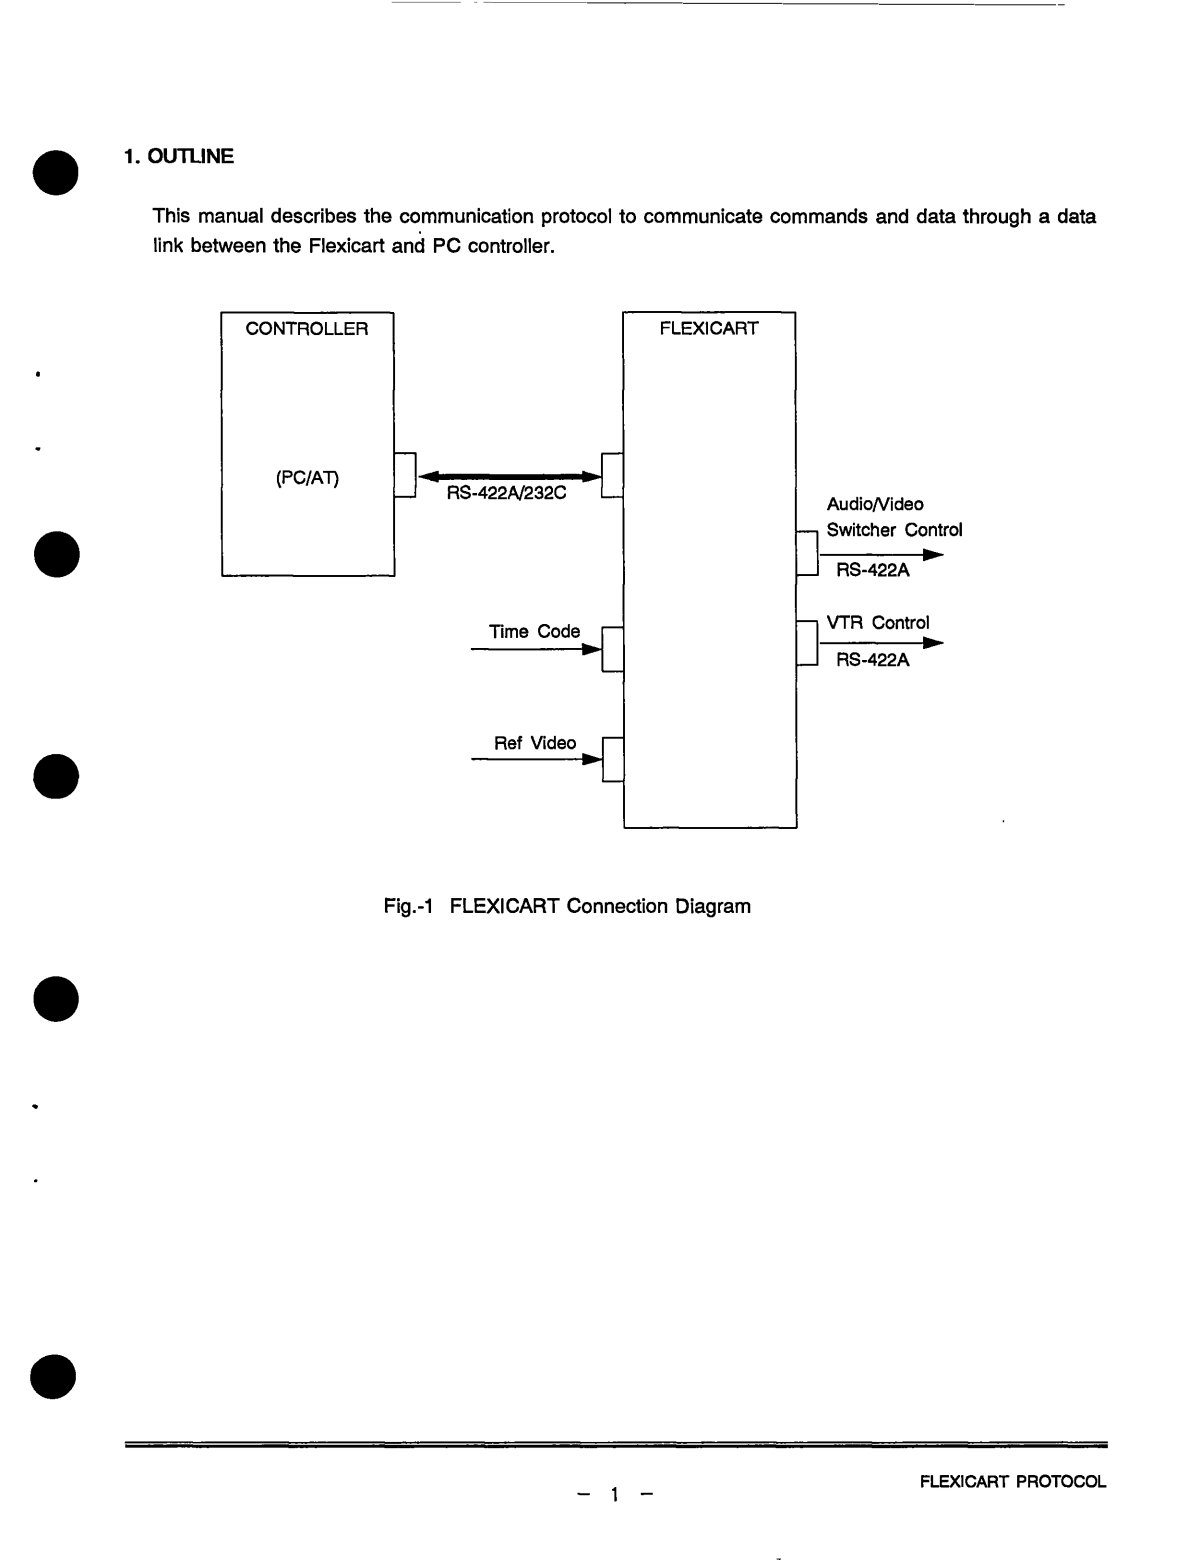 1. OUTLINE
This manual describes the communication protocol to communicate commands and data through a data
link between the Flexicart and PC controller.
CONTROLLER
(PC/AT)
RS-422A/232C
FLEXICART
Audio/Video
Switcher Control
RS-422A
Time Code
VTR Control
RS-422A
Ref Video
Fig.-1 FLEXICART Connection Diagram
FLEXICART PROTOCOL
– 1 –